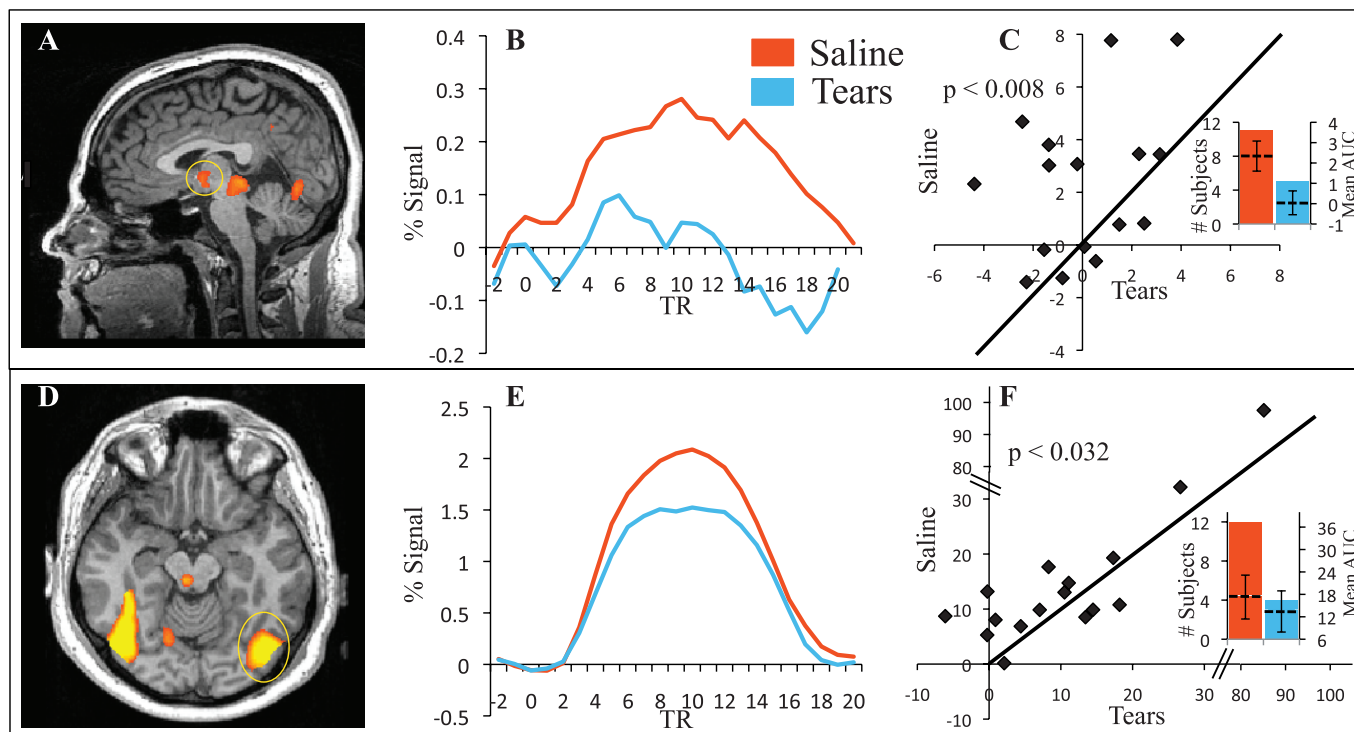 A
B
Saline
Tears
0.4
0.3
0.2
0.1
0
-0.1
-0.2
% Signal
-2 0 2 4 6 8 10 12 14 16 18 20
TR
C
p < 0.008
Saline
8
6
4
2
0
-2
-4
-6 -4 -2 0 2 4 6 8
Tears
# Subjects
12
8
4
0
4
3
2
1
0
-1
Mean AUC
D
E
2.5
2
1.5
1
0.5
0
-0.5
% Signal
-2 0 2 4 6 8 10 12 14 16 18 20
TR
F
p < 0.032
Saline
100
90
80
30
20
10
0
-10
-10 0 10 20 30 80 90 100
Tears
# Subjects
12
8
4
0
36
30
24
18
12
6
Mean AUC